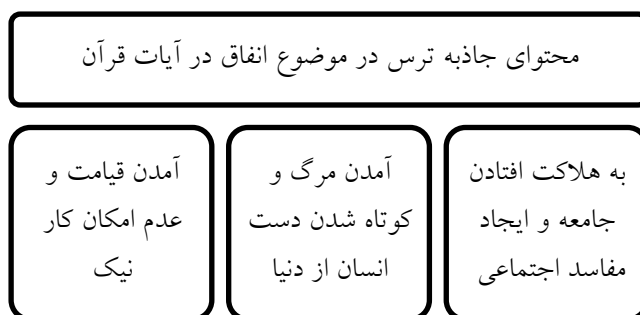 محتوای جاذبه ترس در موضوع انفاق در آیات قرآن
به هلاکت افتادن
جامعه و ایجاد
مفاسد اجتماعی
آمدن مرگ و
کوتاه شدن دست
انسان از دنیا
آمدن قیامت و
عدم امکان کار
نیک